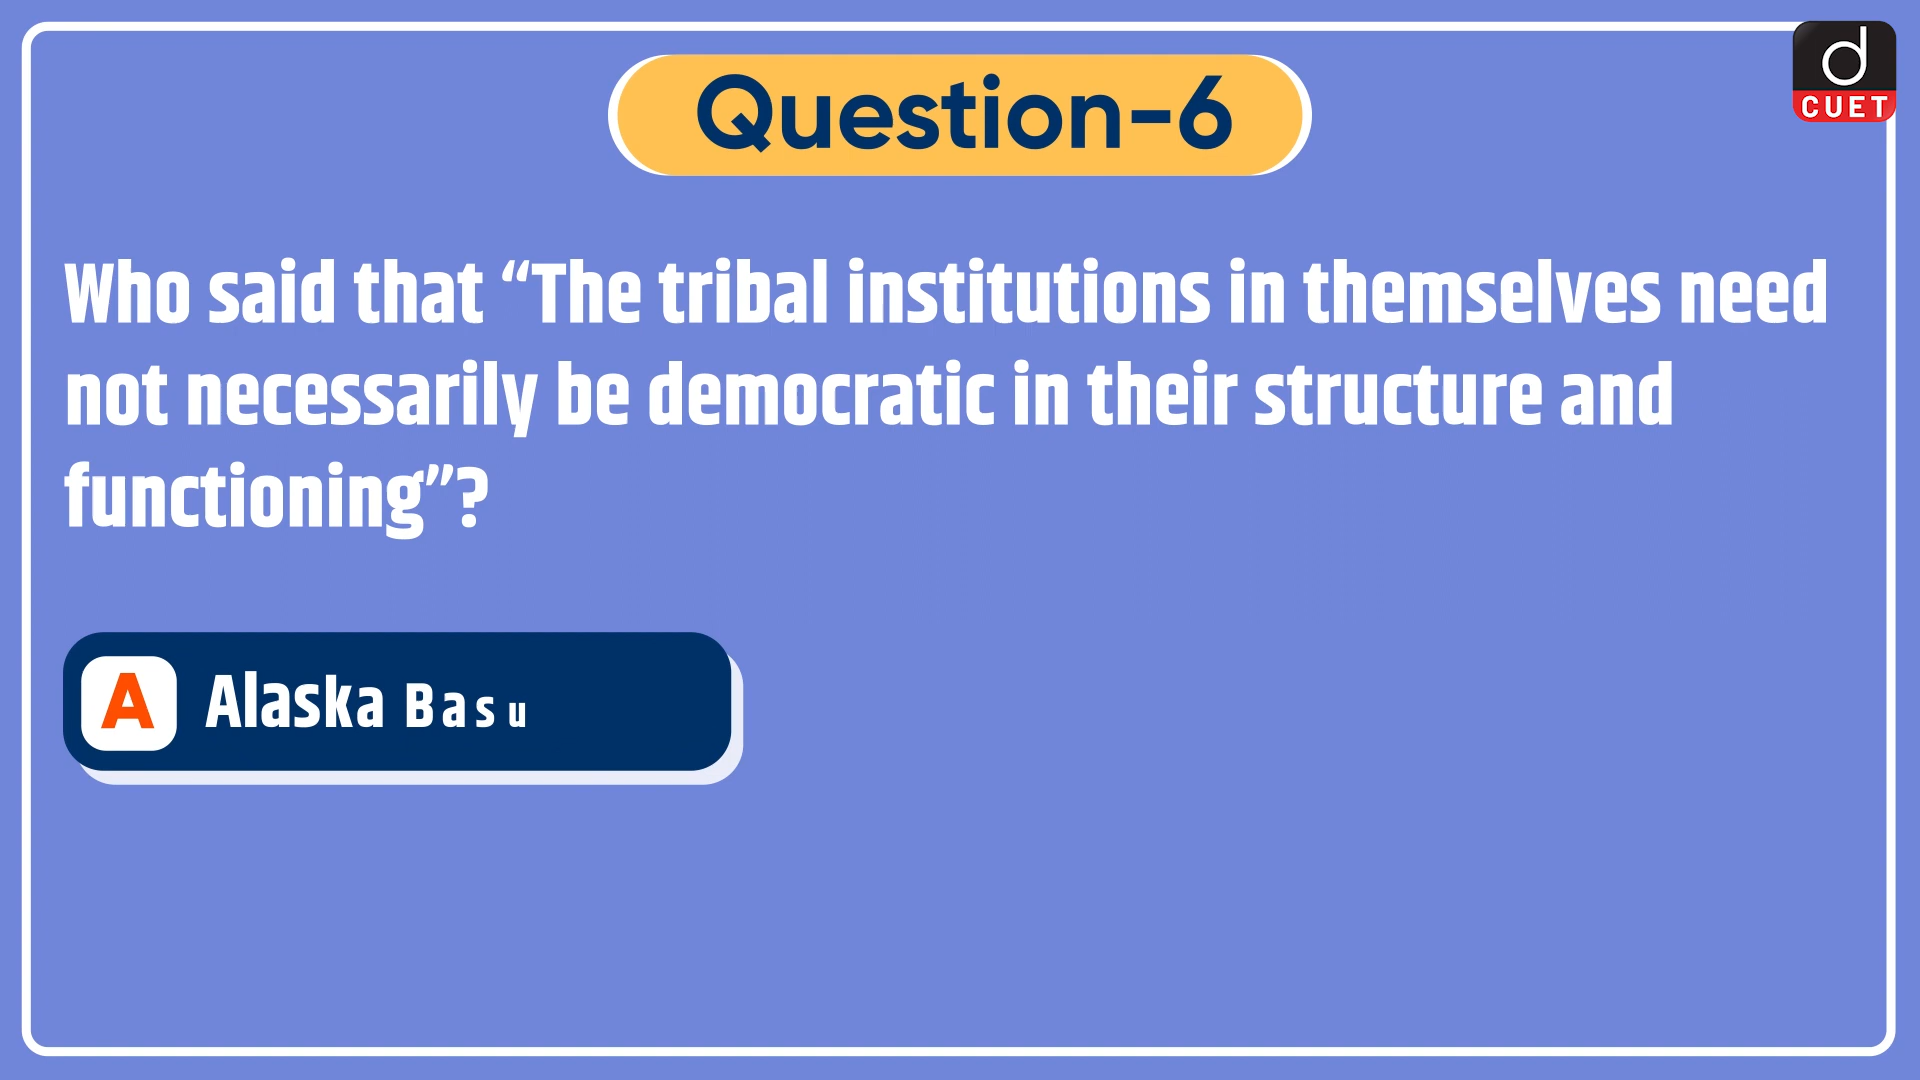 Question-6
d
CUET
Who said that “The tribal institutions in themselves need
not necessarily be democratic in their structure and
functioning”?
A Alaska Basu